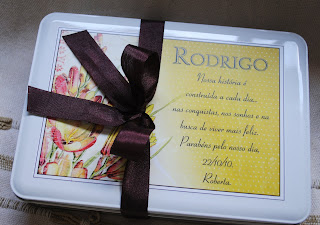 RODRIGO
Nossa história é
construída a cada dia...
nas conquistas, nos sonhos e na
busca de viver mais feliz.
Parabéns pelo nosso dia,
22/10/10.
Roberta.